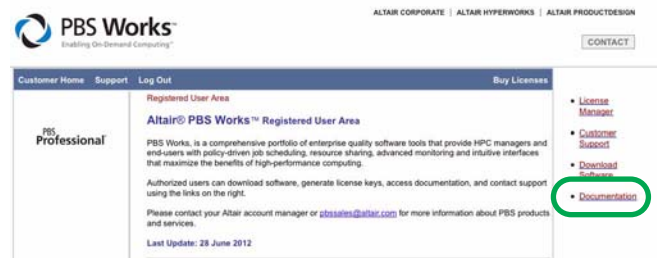 ALTAIR CORPORATE | ALTAIR HYPERWORKS | ALTAIR PRODUCTDESIGN
PBS Works™
Enabling On-Demand Computing™
CONTACT
Customer Home Support Log Out Buy Licenses
Registered User Area
Altair® PBS Works™ Registered User Area
PBS Professional
PBS Works, is a comprehensive portfolio of enterprise quality software tools that provide HPC managers and
end-users with policy-driven job scheduling, resource sharing, advanced monitoring and intuitive interfaces
that maximize the benefits of high-performance computing.
Authorized users can download software, generate license keys, access documentation, and contact support
using the links on the right.
Please contact your Altair account manager or pbssales@altair.com for more information about PBS products
and services.
Last Update: 28 June 2012
• License
Manager
• Customer
Support
• Download
Software
• Documentation